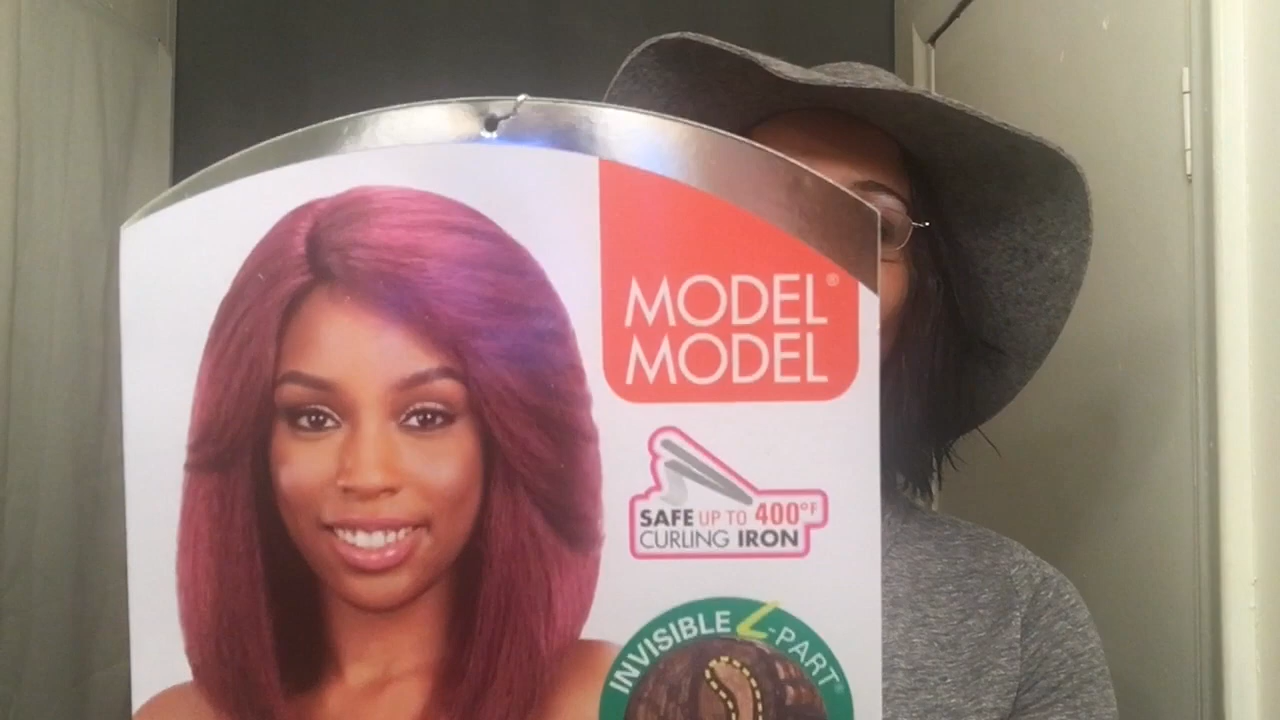 MODEL®
MODEL
SAFE UP TO 400°F
CURLING IRON
INVISIBLE L-PART®